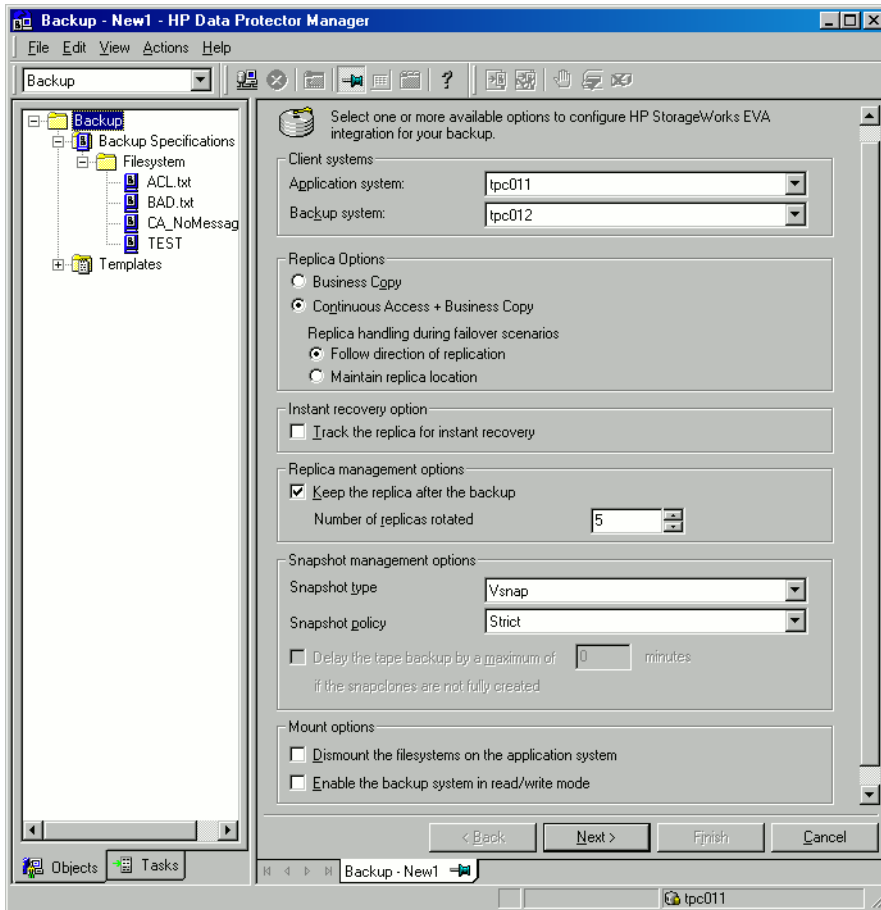 Backup - New1 - HP Data Protector Manager
File Edit View Actions Help
Backup
?
Backup
Backup Specifications
Filesystem
ACL.txt
BAD.txt
CA_NoMessag
TEST
Templates
Objects
Tasks
Select one or more available options to configure HP StorageWorks EVA
integration for your backup.
Client systems
Application system:
tpc011
Backup system:
tpc012
Replica Options
Business Copy
Continuous Access + Business Copy
Replica handling during failover scenarios
Follow direction of replication
Maintain replica location
Instant recovery option
Track the replica for instant recovery
Replica management options
Keep the replica after the backup
Number of replicas rotated
5
Snapshot management options
Snapshot type
Vsnap
Snapshot policy
Strict
Delay the tape backup by a maximum of 0 minutes
if the snapclones are not fully created
Mount options
Dismount the filesystems on the application system
Enable the backup system in read/write mode
< Back
Next >
Finish
Cancel
Backup - New1
tpc011